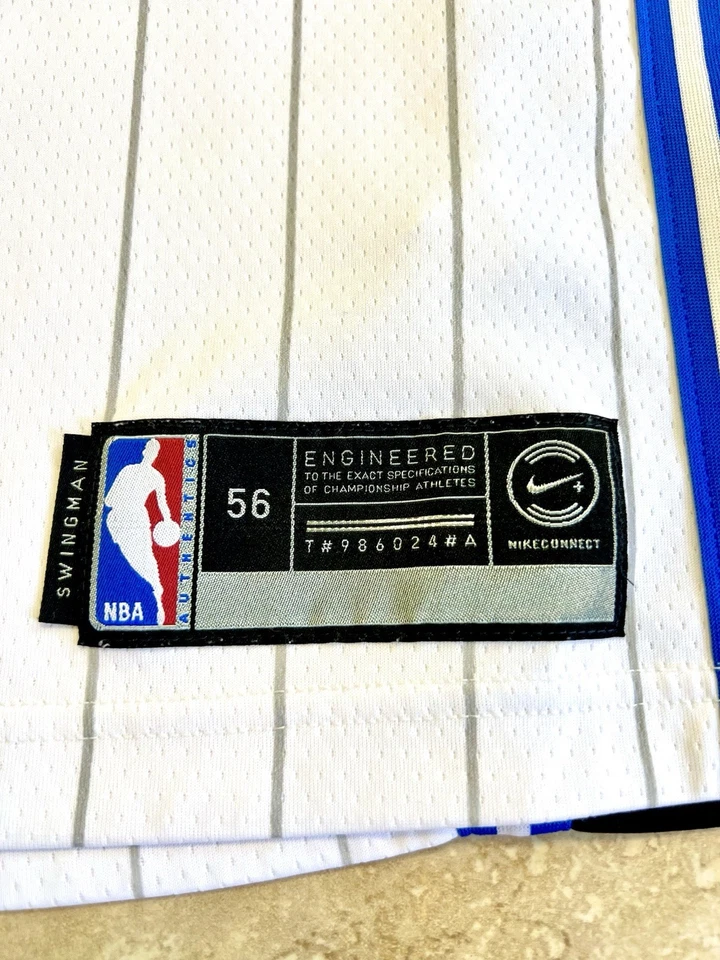 SWINGMAN
NBA
AUTHENTICS
56
ENGINEERED
TO THE EXACT SPECIFICATIONS
OF CHAMPIONSHIP ATHLETES
T#986024#A
NIKECONNECT